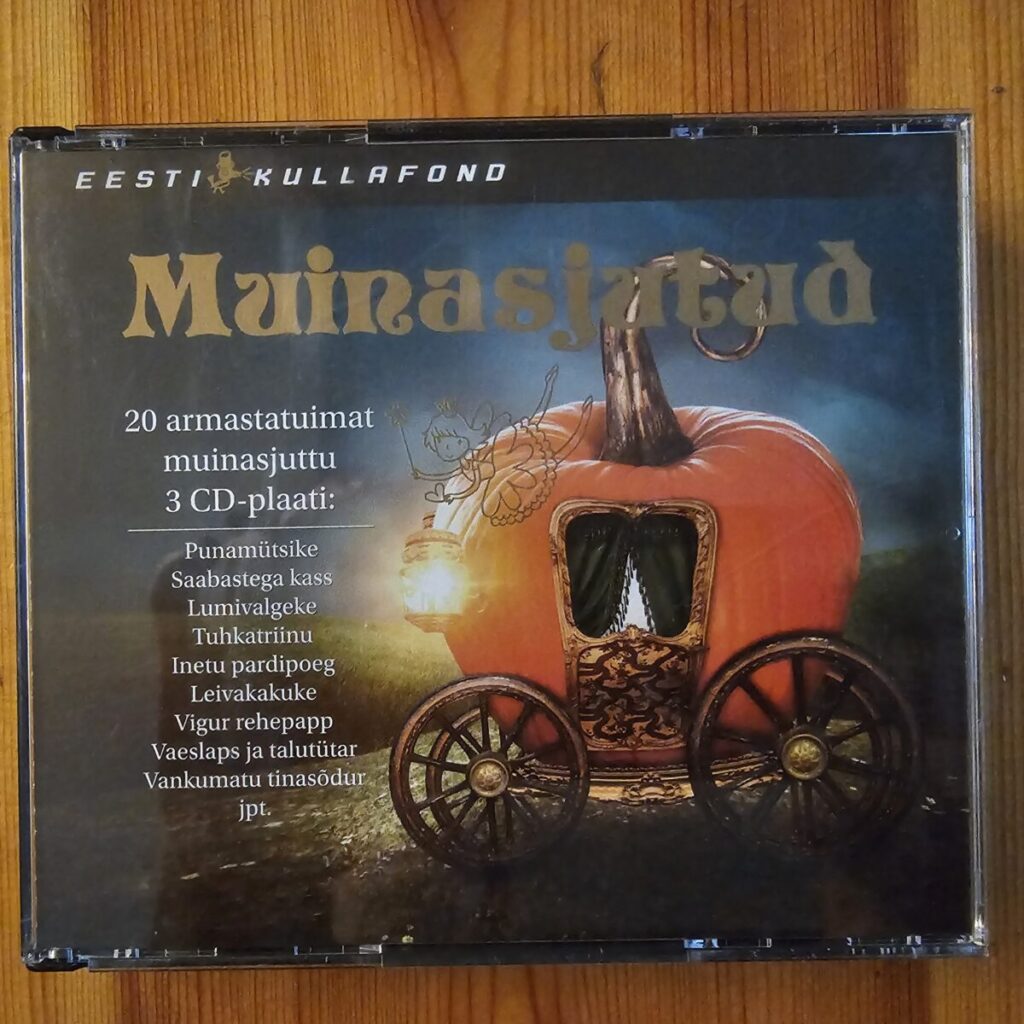 EESTI KULLAFOND
Muinasjutud
20 armastatuimat
muinasjuttu
3 CD-plaati:
Punamütsike
Saabastega kass
Lumivalgeke
Tuhkatriinu
Inetu pardipoeg
Leivakakuke
Vigur rehepapp
Vaeslaps ja talutütar
Vankumatu tinasõdur
jpt.